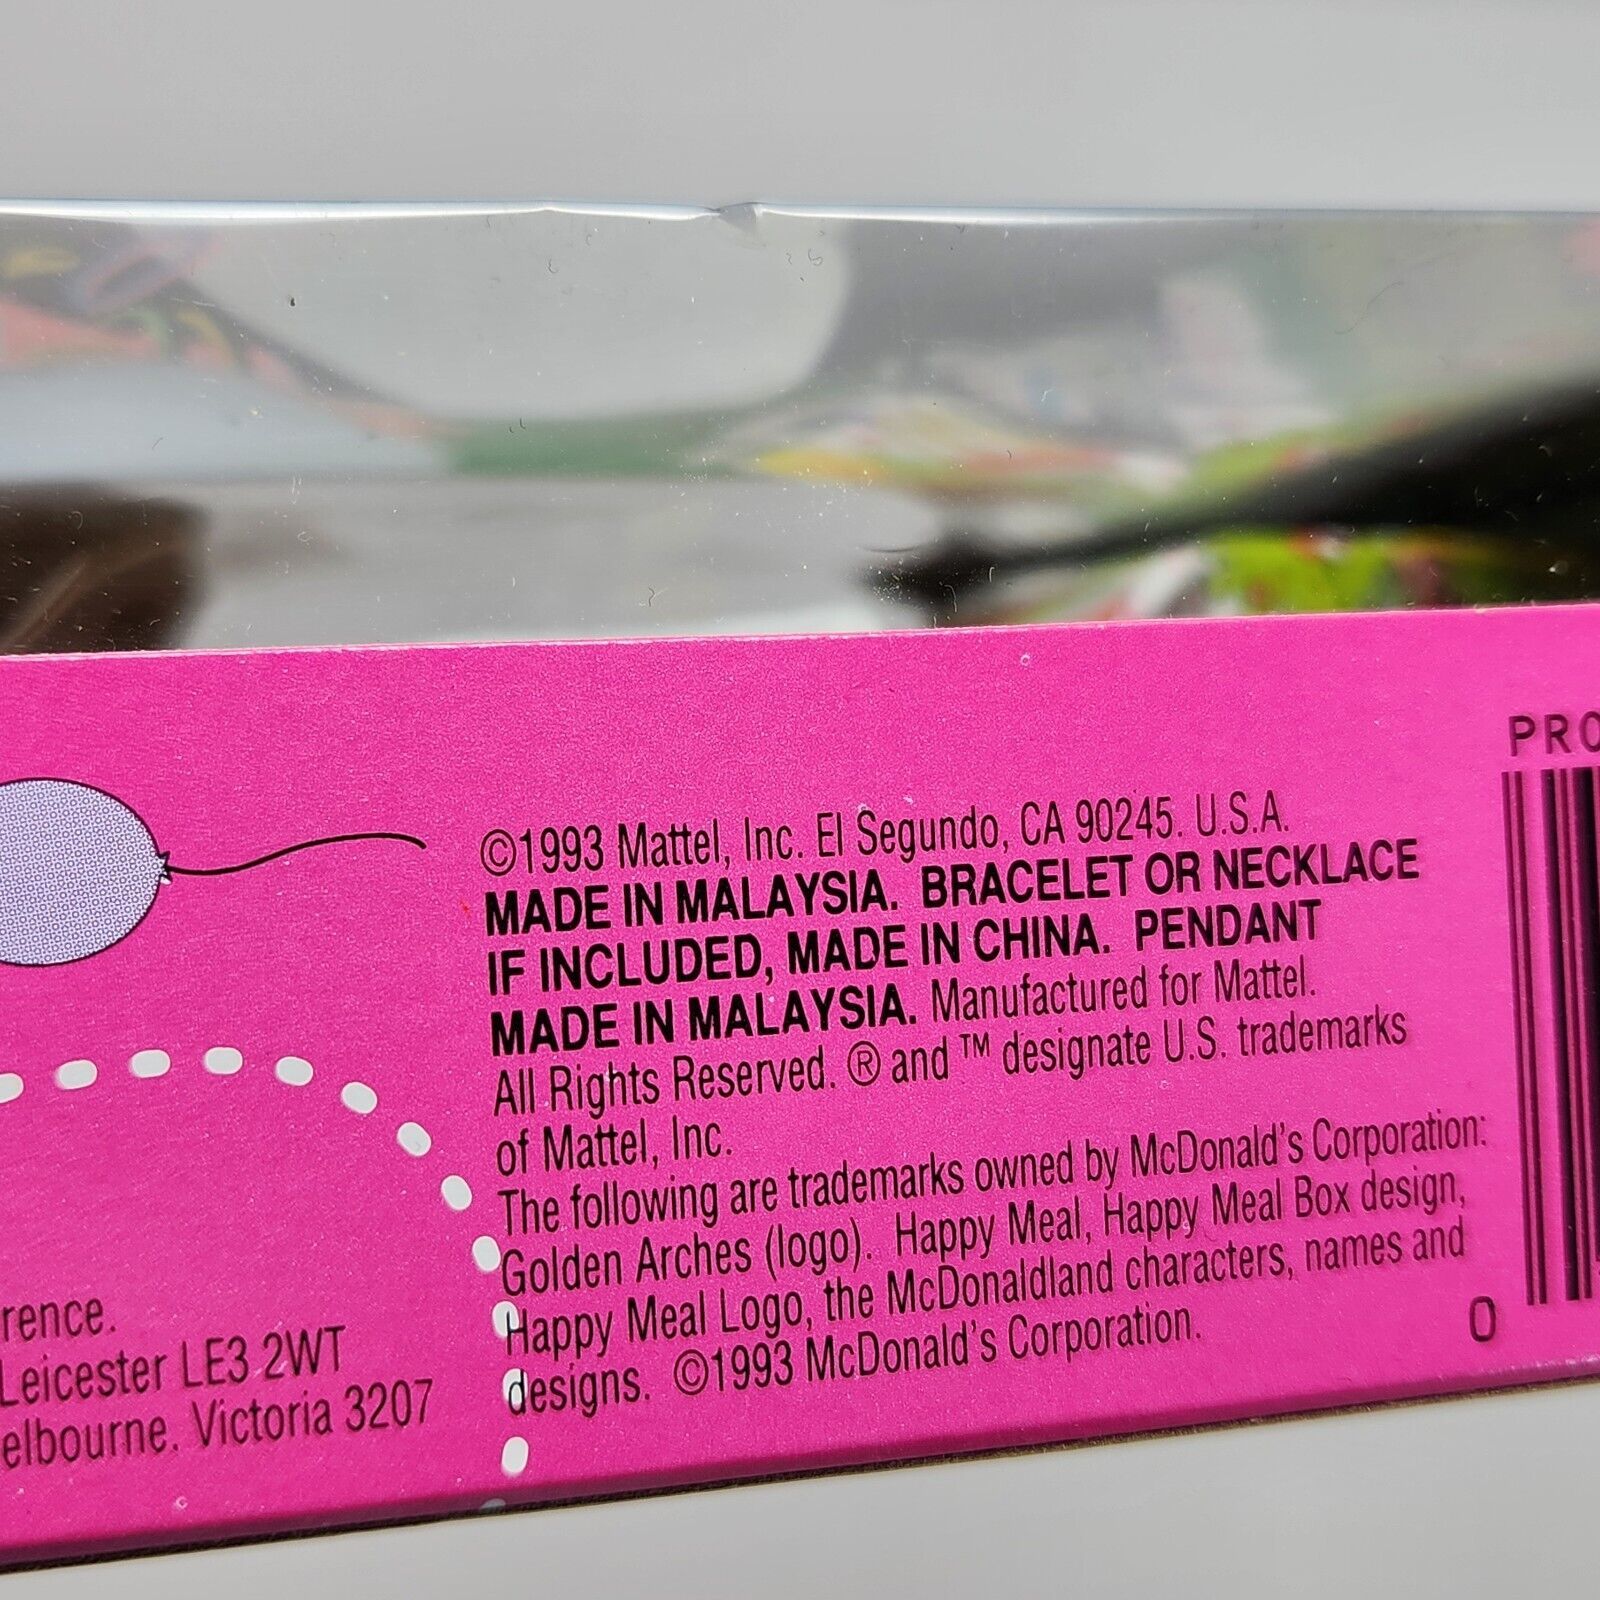 ©1993 Mattel, Inc. El Segundo, CA 90245. U.S.A.
MADE IN MALAYSIA. BRACELET OR NECKLACE
IF INCLUDED, MADE IN CHINA. PENDANT
MADE IN MALAYSIA. Manufactured for Mattel.
All Rights Reserved. ® and ™ designate U.S. trademarks
of Mattel, Inc.
The following are trademarks owned by McDonald's Corporation:
Golden Arches (logo). Happy Meal, Happy Meal Box design,
Happy Meal Logo, the McDonaldland characters, names and
designs. ©1993 McDonald's Corporation.
rence.
Leicester LE3 2WT
elbourne. Victoria 3207
PRO
0